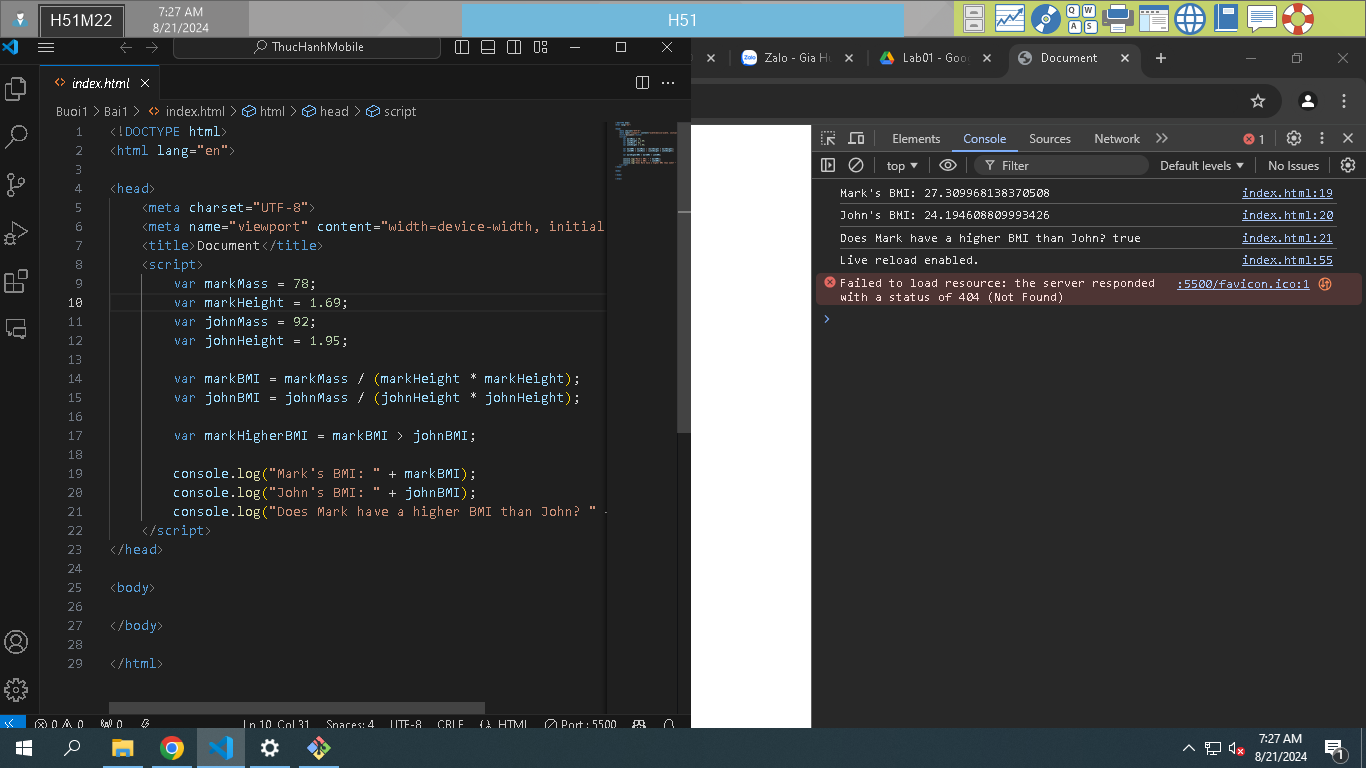 H51M22
7:27 AM
8/21/2024
H51
Q W
A S
ThucHanhMobile
index.html
Buoi1 > Bai1 > index.html > html > head > script
1 <!DOCTYPE html>
2 <html lang="en">
3
4 <head>
5 <meta charset="UTF-8">
6 <meta name="viewport" content="width=device-width, initial
7 <title>Document</title>
8 <script>
9 var markMass = 78;
10 var markHeight = 1.69;
11 var johnMass = 92;
12 var johnHeight = 1.95;
13
14 var markBMI = markMass / (markHeight * markHeight);
15 var johnBMI = johnMass / (johnHeight * johnHeight);
16
17 var markHigherBMI = markBMI > johnBMI;
18
19 console.log("Mark's BMI: " + markBMI);
20 console.log("John's BMI: " + johnBMI);
21 console.log("Does Mark have a higher BMI than John? "
22 </script>
23 </head>
24
25 <body>
26
27 </body>
28
29 </html>
0 0 0 Ln 10, Col 31 Spaces: 4 UTF-8 CRLF HTML Port : 5500
Zalo - Gia H
Lab01 - Goo
Document
Elements Console Sources Network 1
top Filter Default levels No Issues
Mark's BMI: 27.309968138370508 index.html:19
John's BMI: 24.194608809993426 index.html:20
Does Mark have a higher BMI than John? true index.html:21
Live reload enabled. index.html:55
Failed to load resource: the server responded :5500/favicon.ico:1
with a status of 404 (Not Found)
7:27 AM
8/21/2024
1